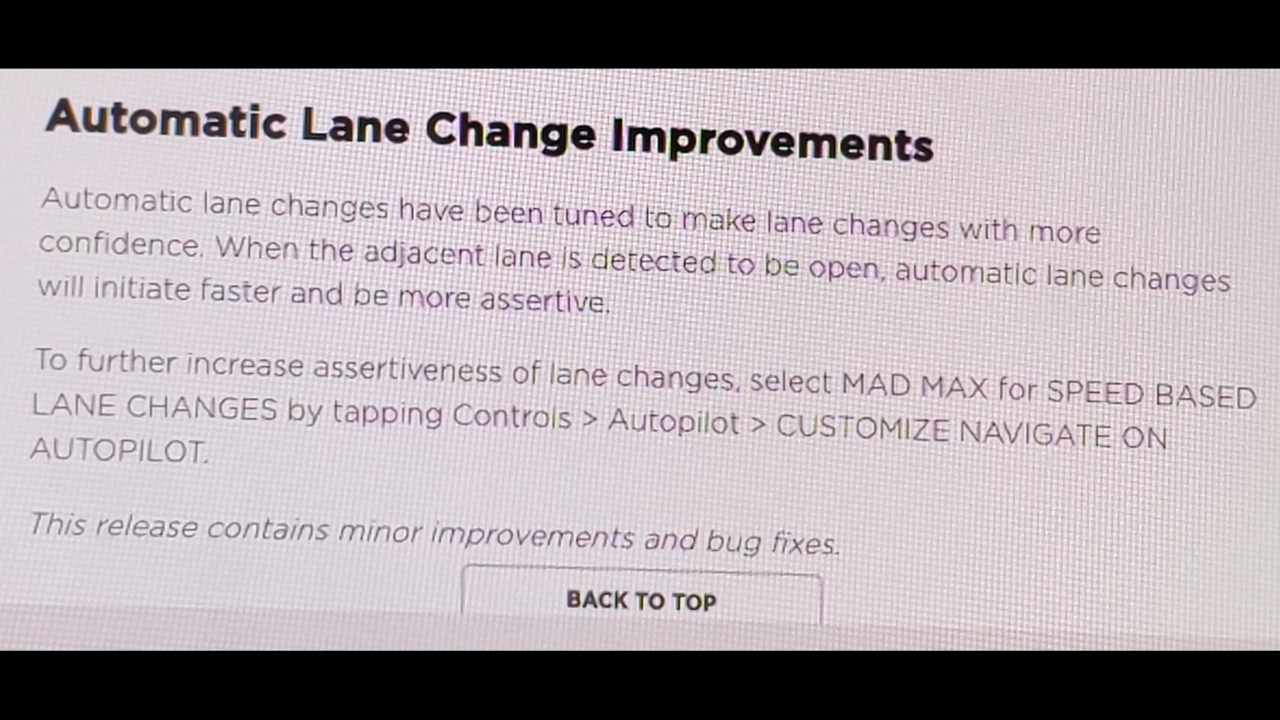 Automatic Lane Change Improvements
Automatic lane changes have been tuned to make lane changes with more
confidence. When the adjacent lane is detected to be open, automatic lane changes
will initiate faster and be more assertive.
To further increase assertiveness of lane changes, select MAD MAX for SPEED BASED
LANE CHANGES by tapping Controls > Autopilot > CUSTOMIZE NAVIGATE ON
AUTOPILOT.
This release contains minor improvements and bug fixes.
BACK TO TOP